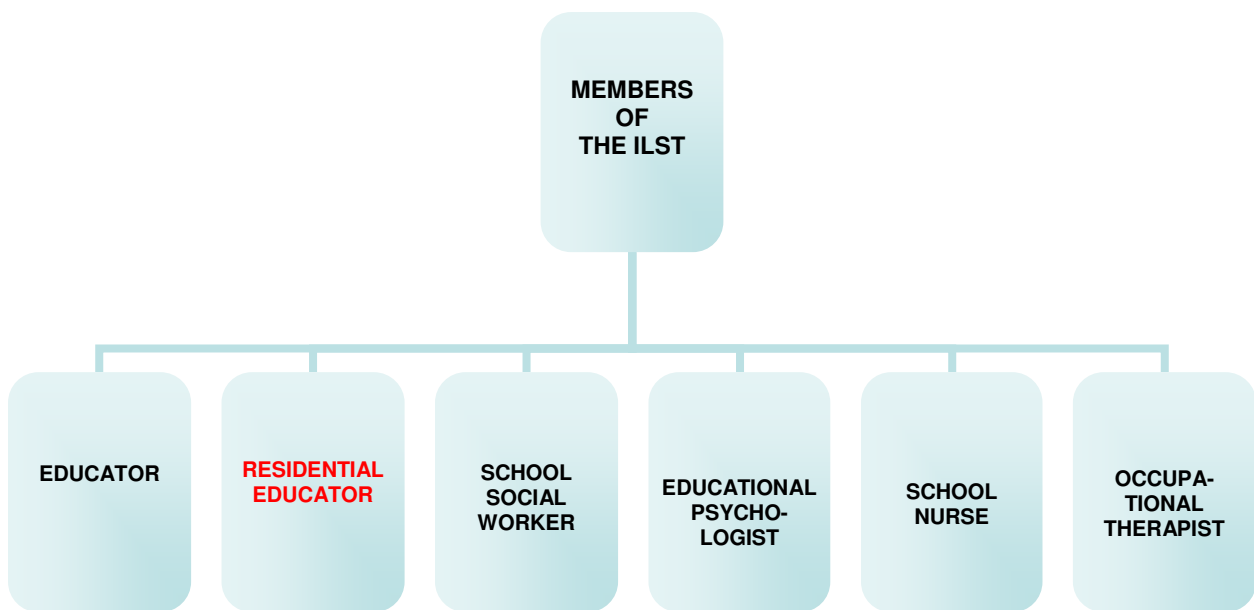 MEMBERS
OF
THE ILST
EDUCATOR
RESIDENTIAL
EDUCATOR
SCHOOL
SOCIAL
WORKER
EDUCATIONAL
PSYCHO-
LOGIST
SCHOOL
NURSE
OCCUPA-
TIONAL
THERAPIST